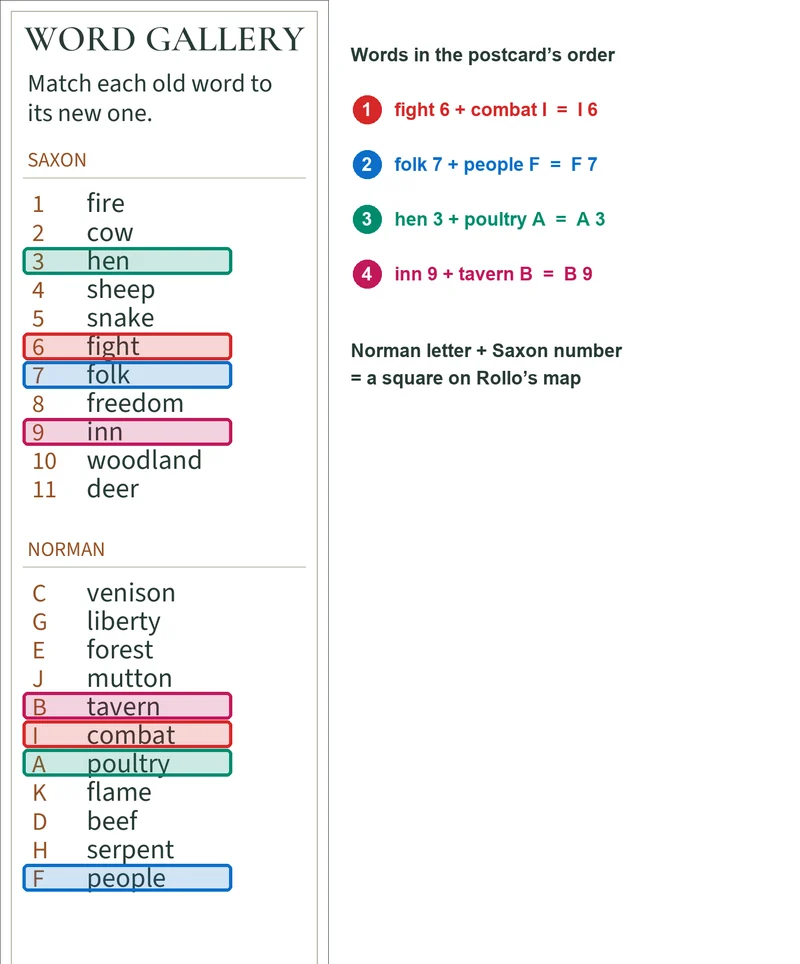 WORD GALLERY
Match each old word to
its new one.
SAXON
1 fire
2 cow
3 hen
4 sheep
5 snake
6 fight
7 folk
8 freedom
9 inn
10 woodland
11 deer
NORMAN
C venison
G liberty
E forest
J mutton
B tavern
I combat
A poultry
K flame
D beef
H serpent
F people
Words in the postcard’s order
1 fight 6 + combat I = I 6
2 folk 7 + people F = F 7
3 hen 3 + poultry A = A 3
4 inn 9 + tavern B = B 9
Norman letter + Saxon number
= a square on Rollo’s map